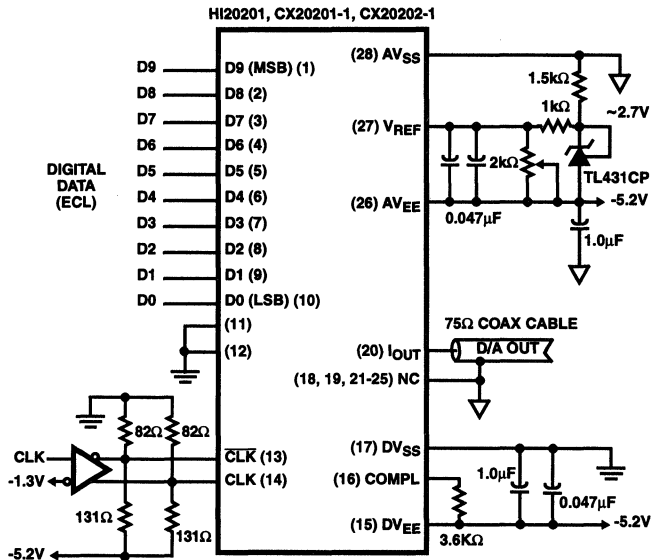 HI20201, CX20201-1, CX20202-1
D9
D9 (MSB) (1)
D8
D8 (2)
D7
D7 (3)
D6
D6 (4)
D5
D5 (5)
D4
D4 (6)
D3
D3 (7)
D2
D2 (8)
D1
D1 (9)
D0
D0 (LSB) (10)
DIGITAL
DATA
(ECL)
(11)
(12)
82Ω
82Ω
CLK
CLK (13)
-1.3V
CLK (14)
131Ω
131Ω
-5.2V
(28) AVSS
1.5kΩ
1kΩ
~2.7V
(27) VREF
2kΩ
TL431CP
(26) AVEE
-5.2V
0.047μF
1.0μF
75Ω COAX CABLE
(20) IOUT
D/A OUT
(18, 19, 21-25) NC
(17) DVSS
(16) COMPL
1.0μF
0.047μF
(15) DVEE
3.6KΩ
-5.2V